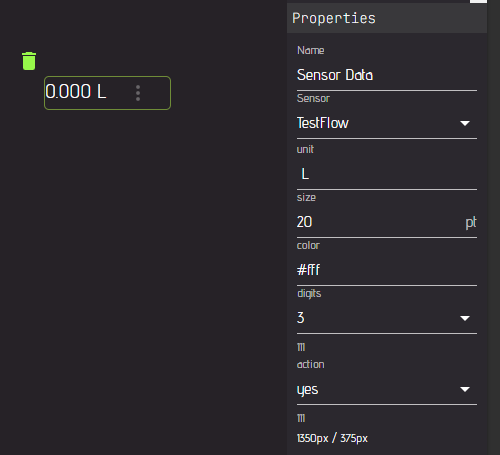 Properties
Name
Sensor Data
Sensor
TestFlow
unit
L
size
20 pt
color
#fff
digits
3
111
action
yes
111
1350px / 375px
0.000 L